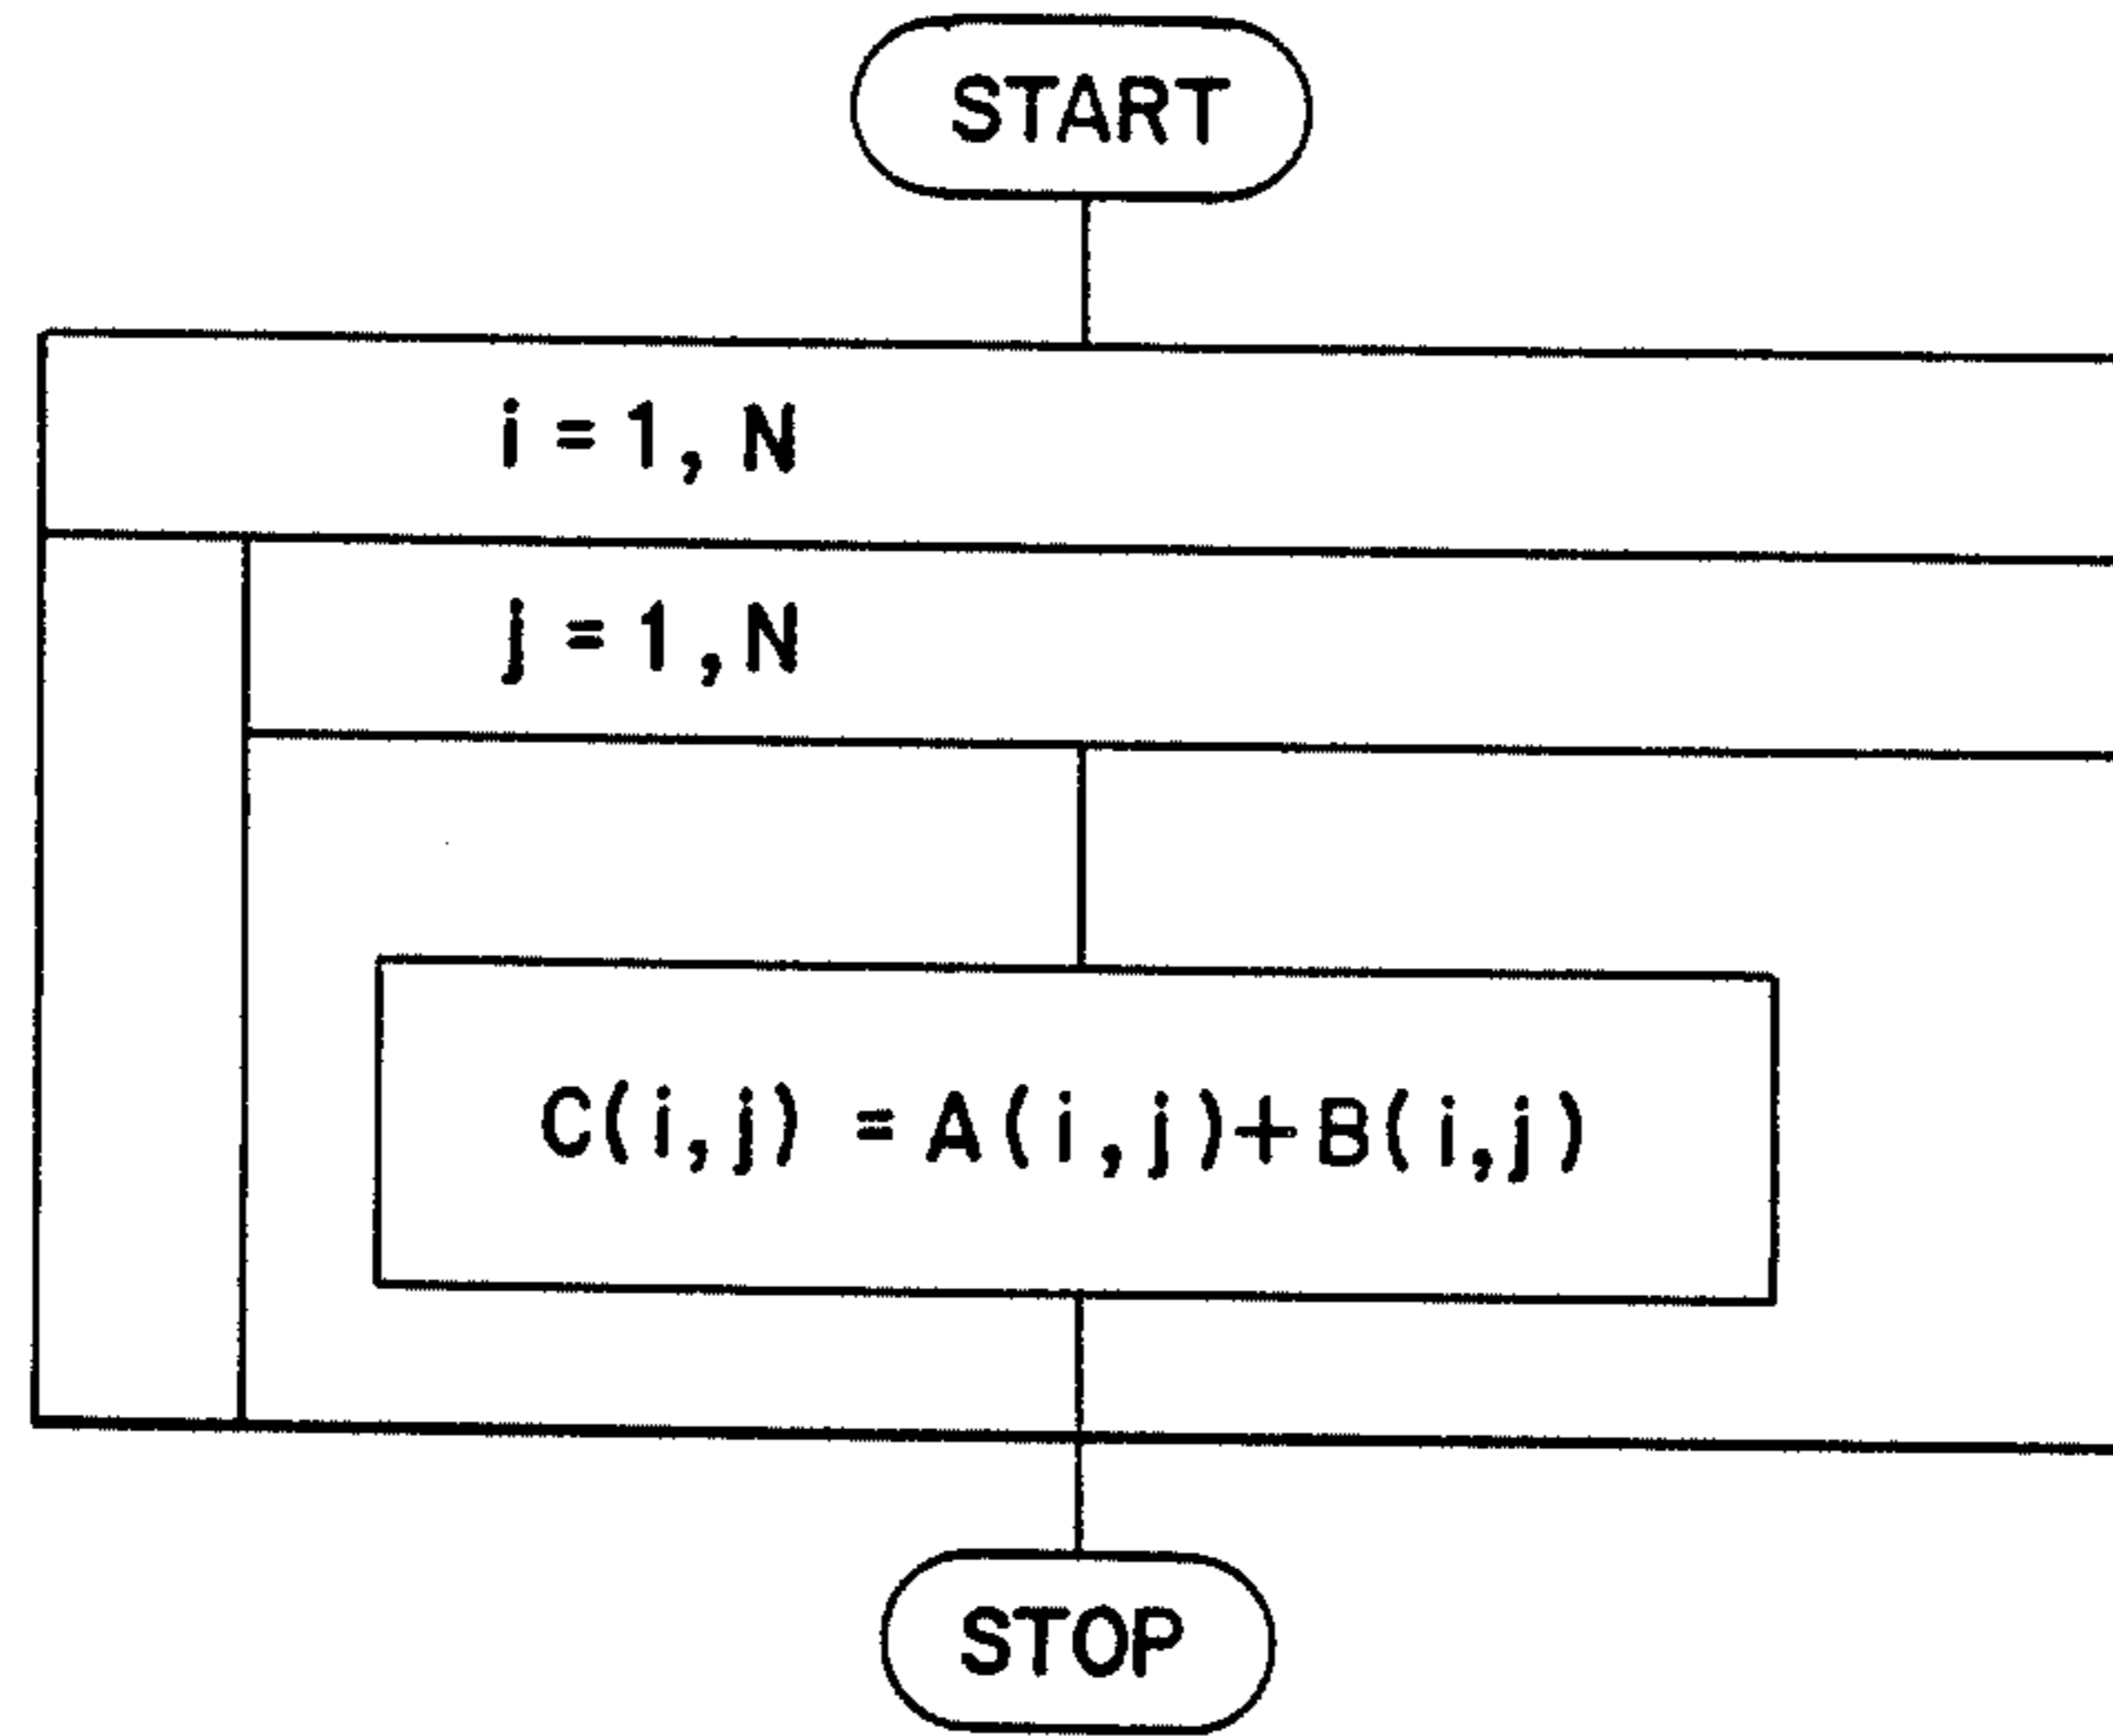 START
i = 1, N
j = 1, N
C(i,j) = A(i,j)+B(i,j)
STOP